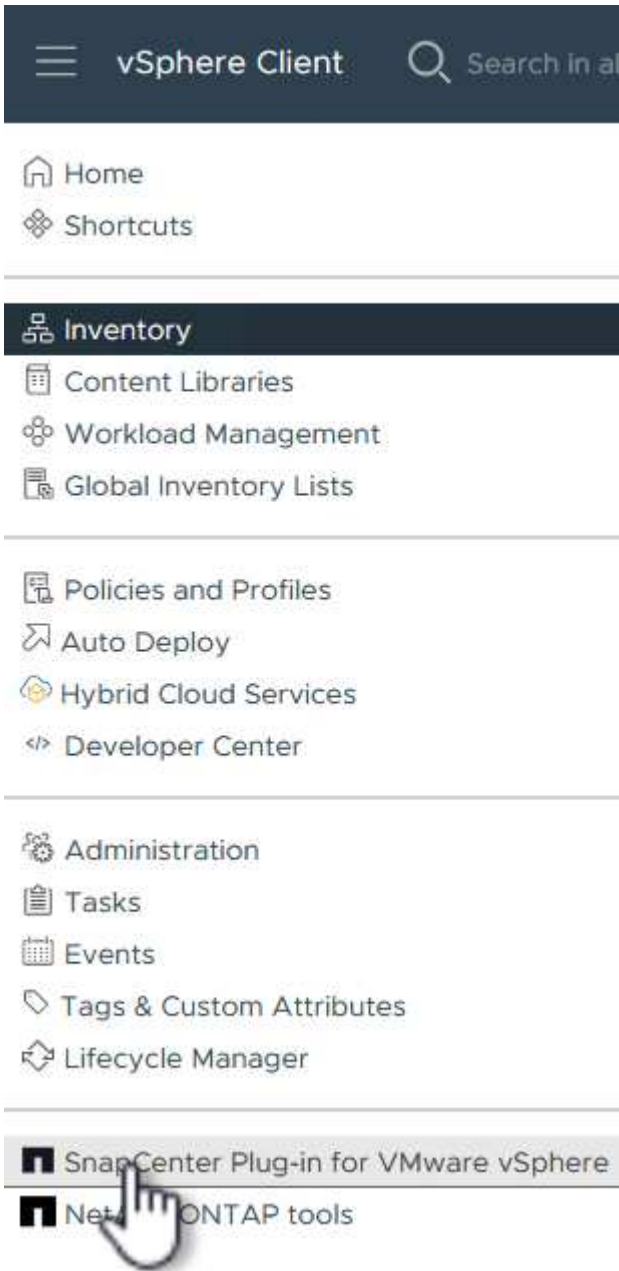 vSphere Client
Search in al
Home
Shortcuts
Inventory
Content Libraries
Workload Management
Global Inventory Lists
Policies and Profiles
Auto Deploy
Hybrid Cloud Services
Developer Center
Administration
Tasks
Events
Tags & Custom Attributes
Lifecycle Manager
SnapCenter Plug-in for VMware vSphere
ONTAP tools